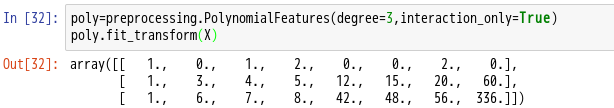 In [32]: poly=preprocessing.PolynomialFeatures(degree=3,interaction_only=True)
poly.fit_transform(X)
Out[32]: array([[ 1., 0., 1., 2., 0., 0., 2., 0.],
[ 1., 3., 4., 5., 12., 15., 20., 60.],
[ 1., 6., 7., 8., 42., 48., 56., 336.]])